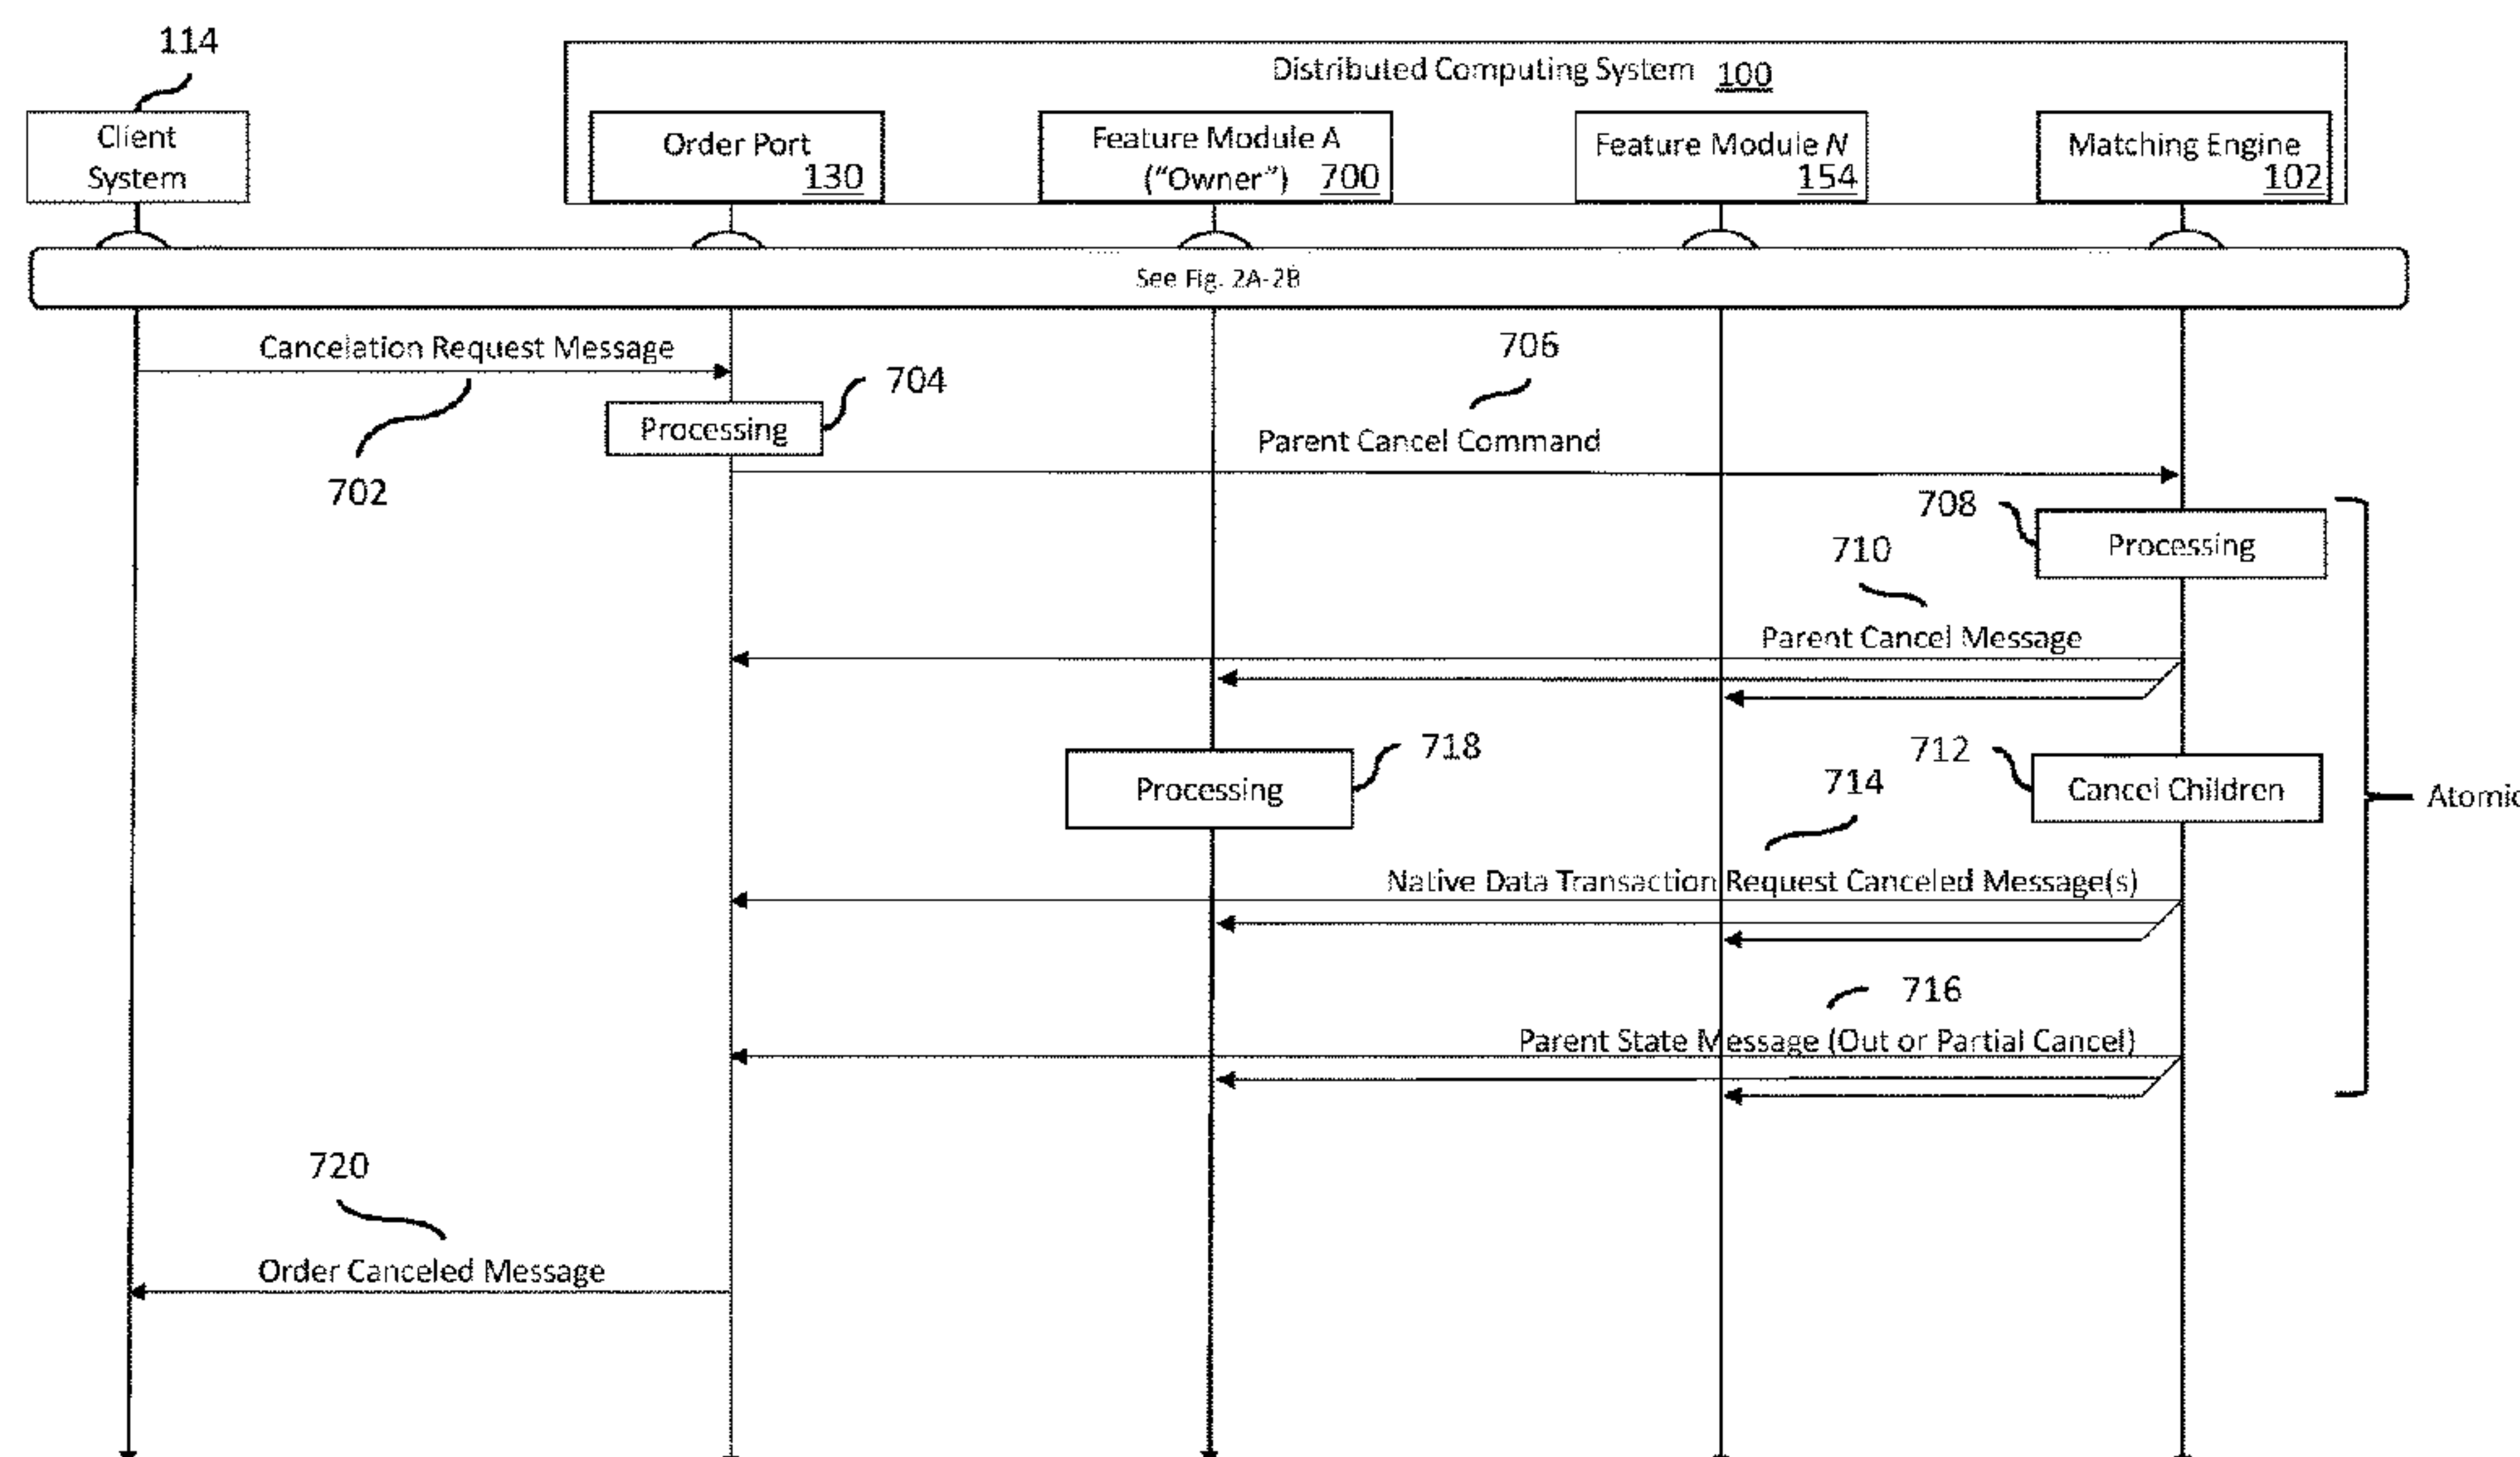 114
Distributed Computing System 100
Client
System
Order Port
130
Feature Module A
("Owner") 700
Feature Module N
154
Matching Engine
102
See Fig. 2A-2B
Cancelation Request Message
702
704
Processing
706
Parent Cancel Command
708
Processing
710
Parent Cancel Message
718
Processing
712
Cancel Children
Atomic
714
Native Data Transaction Request Canceled Message(s)
716
Parent State Message (Out or Partial Cancel)
720
Order Canceled Message